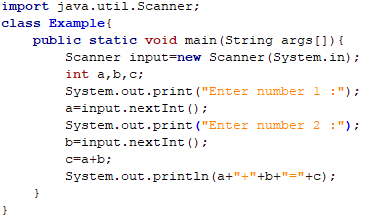 import java.util.Scanner;
class Example{
    public static void main(String args[]){
        Scanner input=new Scanner(System.in);
        int a,b,c;
        System.out.print("Enter number 1 :");
        a=input.nextInt();
        System.out.print("Enter number 2 :");
        b=input.nextInt();
        c=a+b;
        System.out.println(a+"+"+b+"="+c);
    }
}